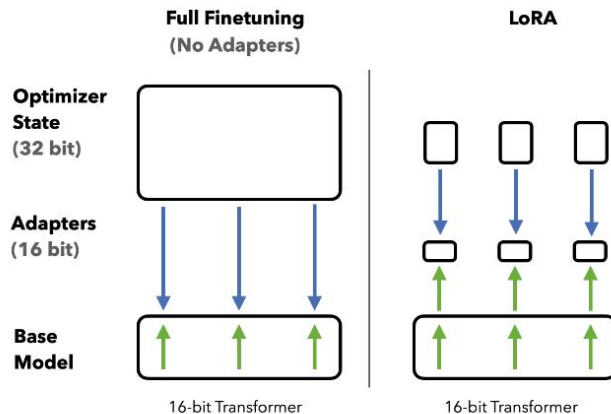 Full Finetuning
(No Adapters)
LoRA
Optimizer
State
(32 bit)
Adapters
(16 bit)
Base
Model
16-bit Transformer
16-bit Transformer